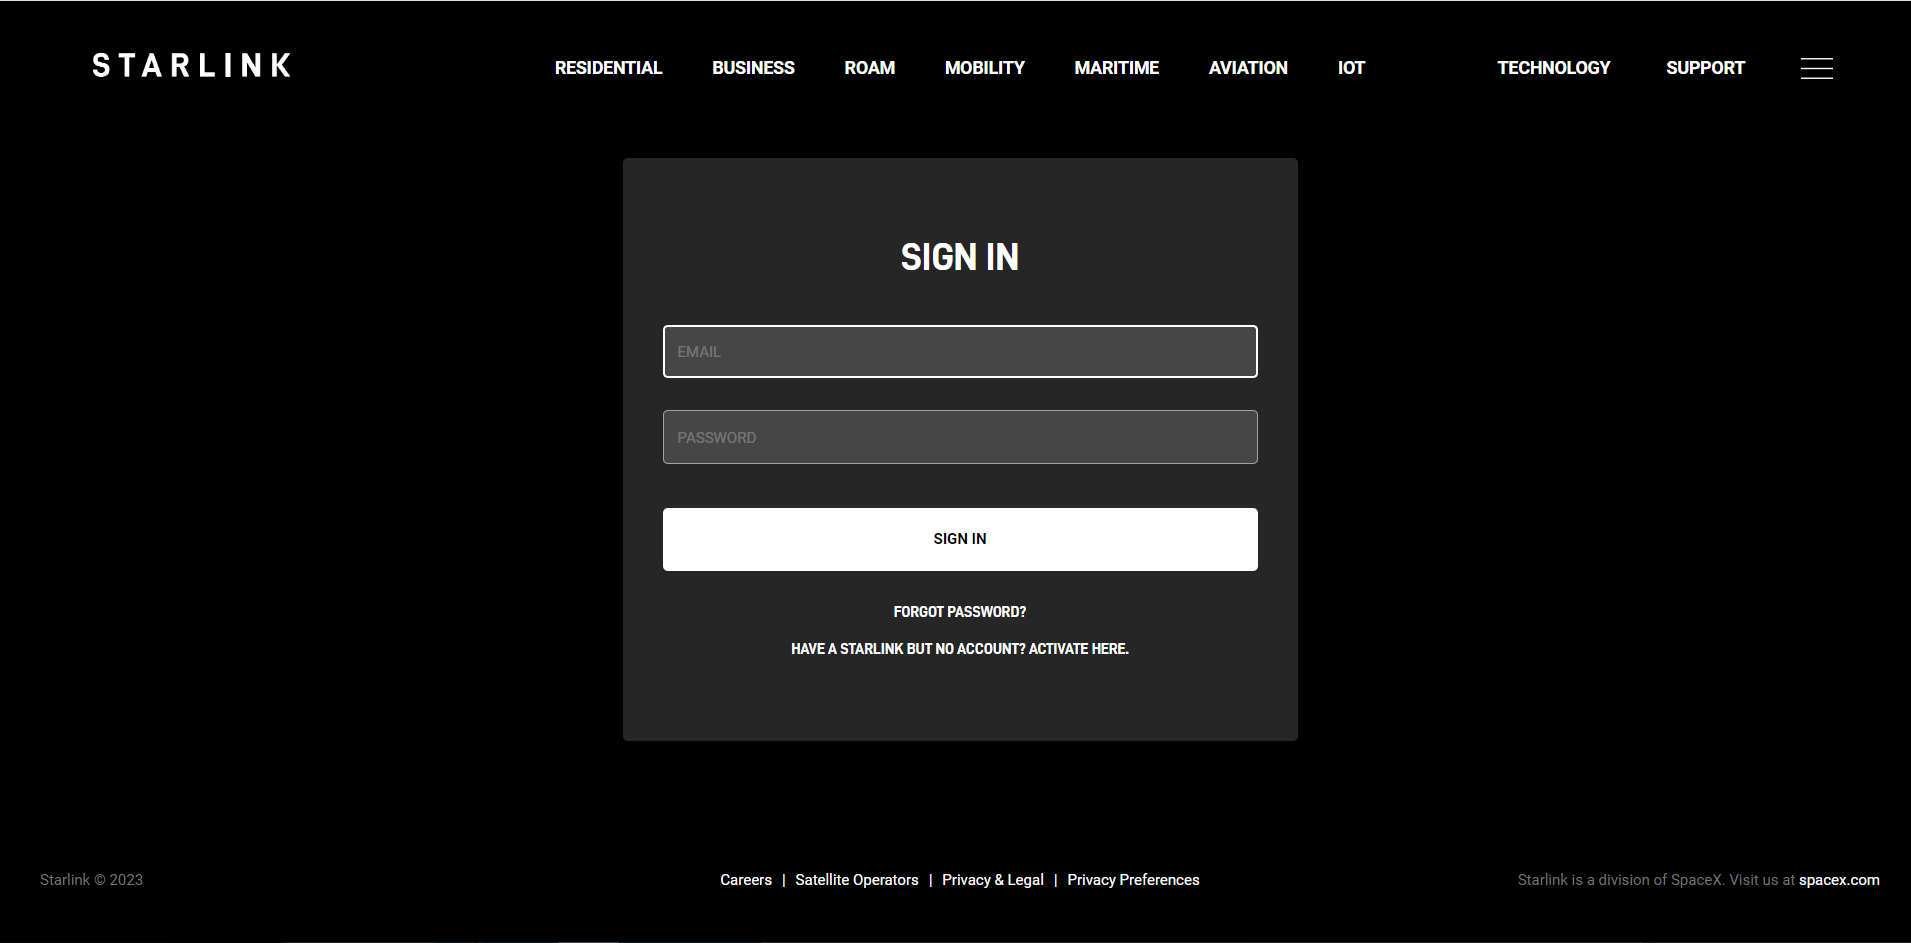 STARLINK RESIDENTIAL BUSINESS ROAM MOBILITY MARITIME AVIATION IOT TECHNOLOGY SUPPORT
SIGN IN
EMAIL
PASSWORD
SIGN IN
FORGOT PASSWORD?
HAVE A STARLINK BUT NO ACCOUNT? ACTIVATE HERE.
Starlink © 2023 Careers | Satellite Operators | Privacy & Legal | Privacy Preferences Starlink is a division of SpaceX. Visit us at spacex.com